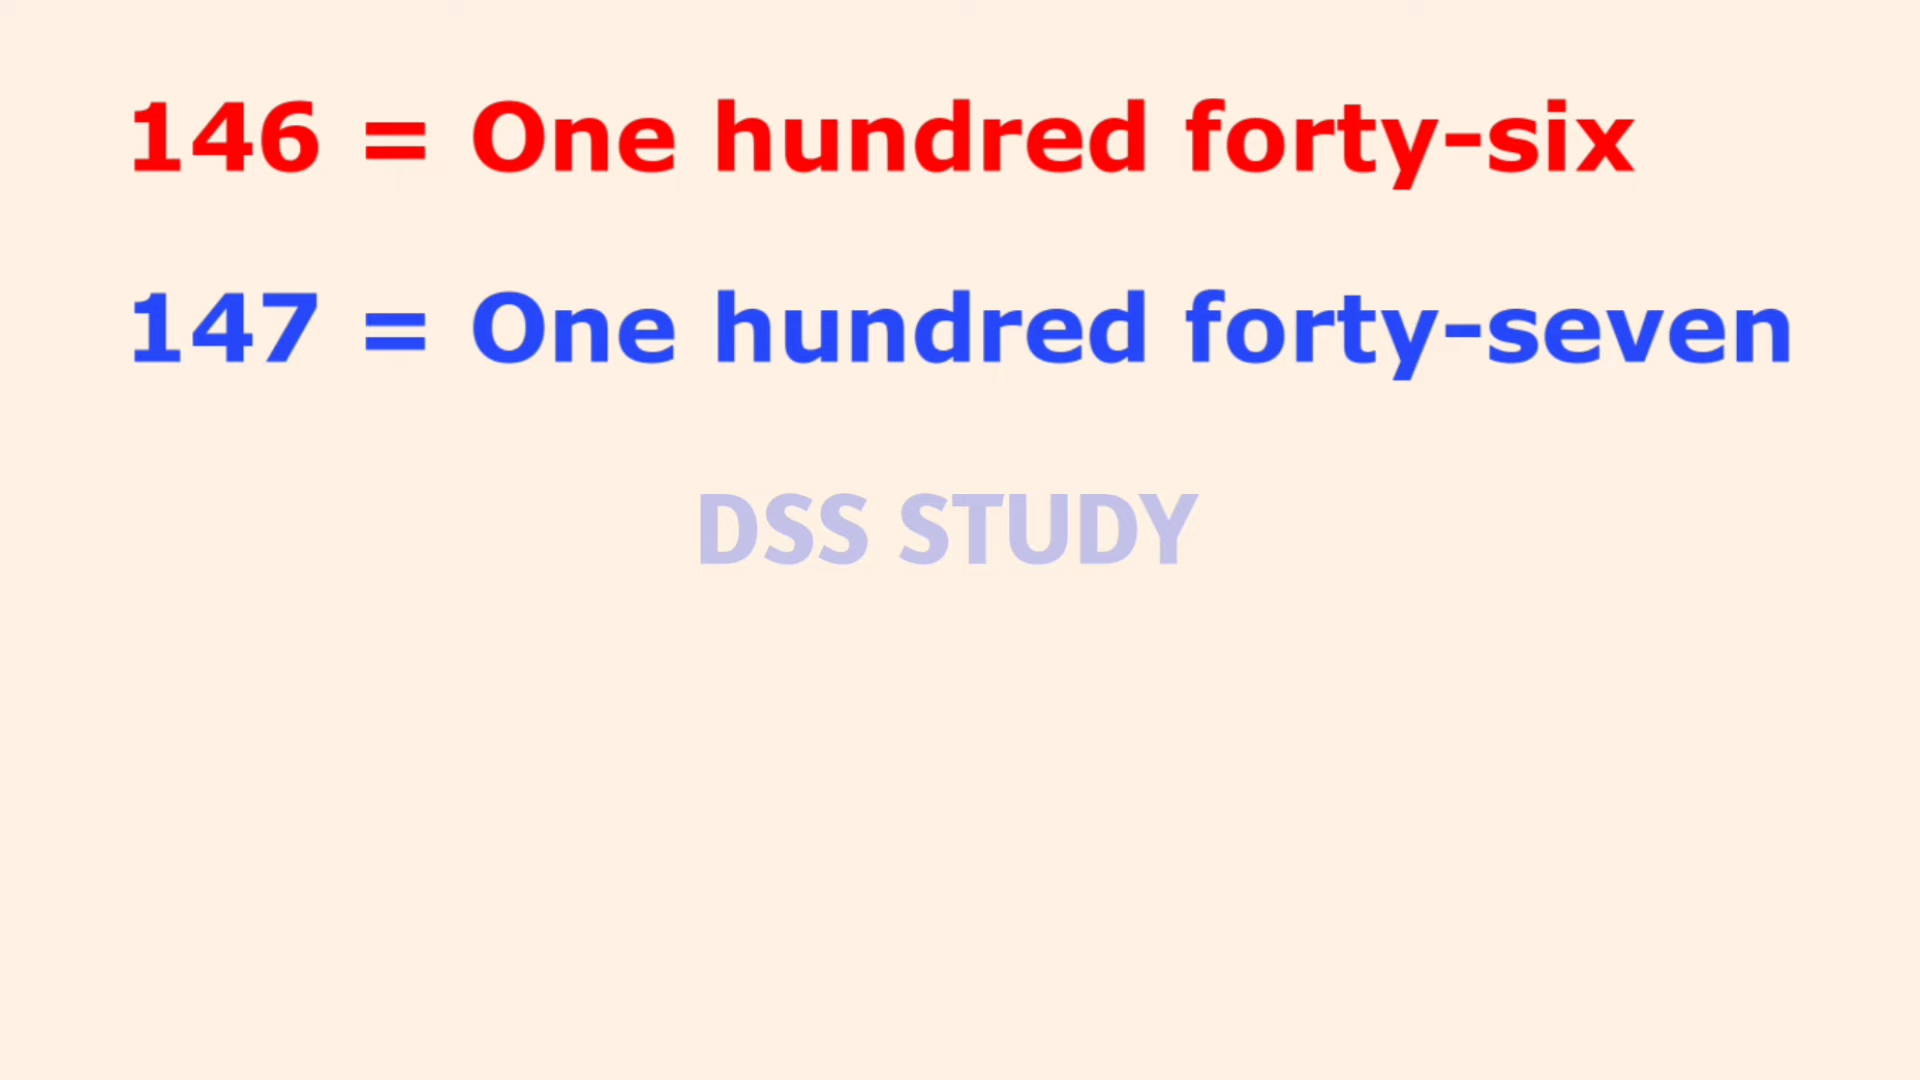 146 = One hundred forty-six
147 = One hundred forty-seven
DSS STUDY